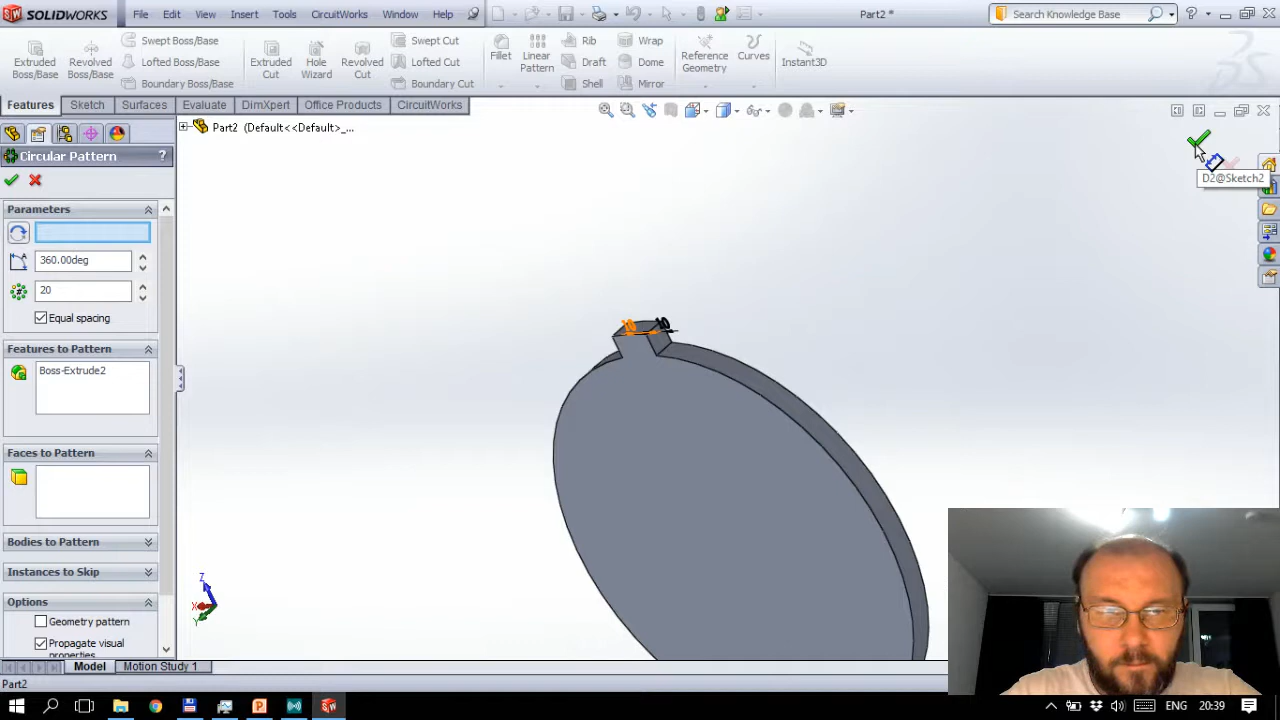 SOLIDWORKS File Edit View Insert Tools CircuitWorks Window Help Part2 * Search Knowledge Base
Extruded Boss/Base
Revolved Boss/Base
Swept Boss/Base
Lofted Boss/Base
Boundary Boss/Base
Extruded Cut
Hole Wizard
Revolved Cut
Swept Cut
Lofted Cut
Boundary Cut
Fillet
Linear Pattern
Rib
Draft
Shell
Wrap
Dome
Mirror
Reference Geometry
Curves
Instant3D
Features Sketch Surfaces Evaluate DimXpert Office Products CircuitWorks
Part2 (Default<<Default>_...
Circular Pattern ?
D2@Sketch2
Parameters
360.00deg
20
Equal spacing
Features to Pattern
Boss-Extrude2
Faces to Pattern
Bodies to Pattern
Instances to Skip
Options
Geometry pattern
Propagate visual
properties
Z
X
Y
10
10
Model Motion Study 1
Part2
ENG 20:39